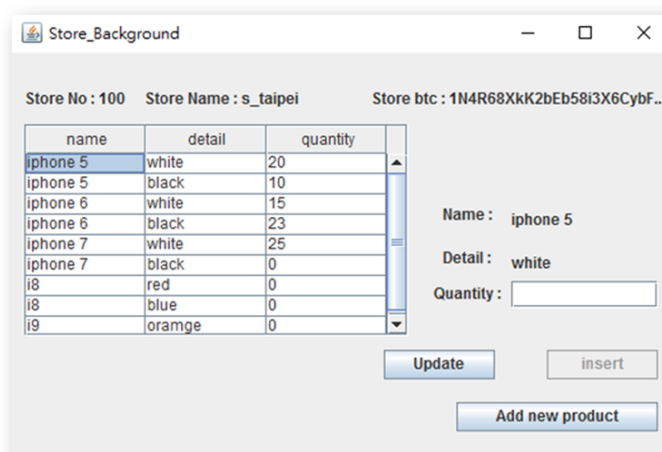 Store_Background
Store No : 100 Store Name : s_taipei Store btc : 1N4R68XkK2bEb58i3X6CybF..
name detail quantity
iphone 5 white 20
iphone 5 black 10
iphone 6 white 15
iphone 6 black 23
iphone 7 white 25
iphone 7 black 0
i8 red 0
i8 blue 0
i9 oramge 0
Name : iphone 5
Detail : white
Quantity :
Update insert
Add new product